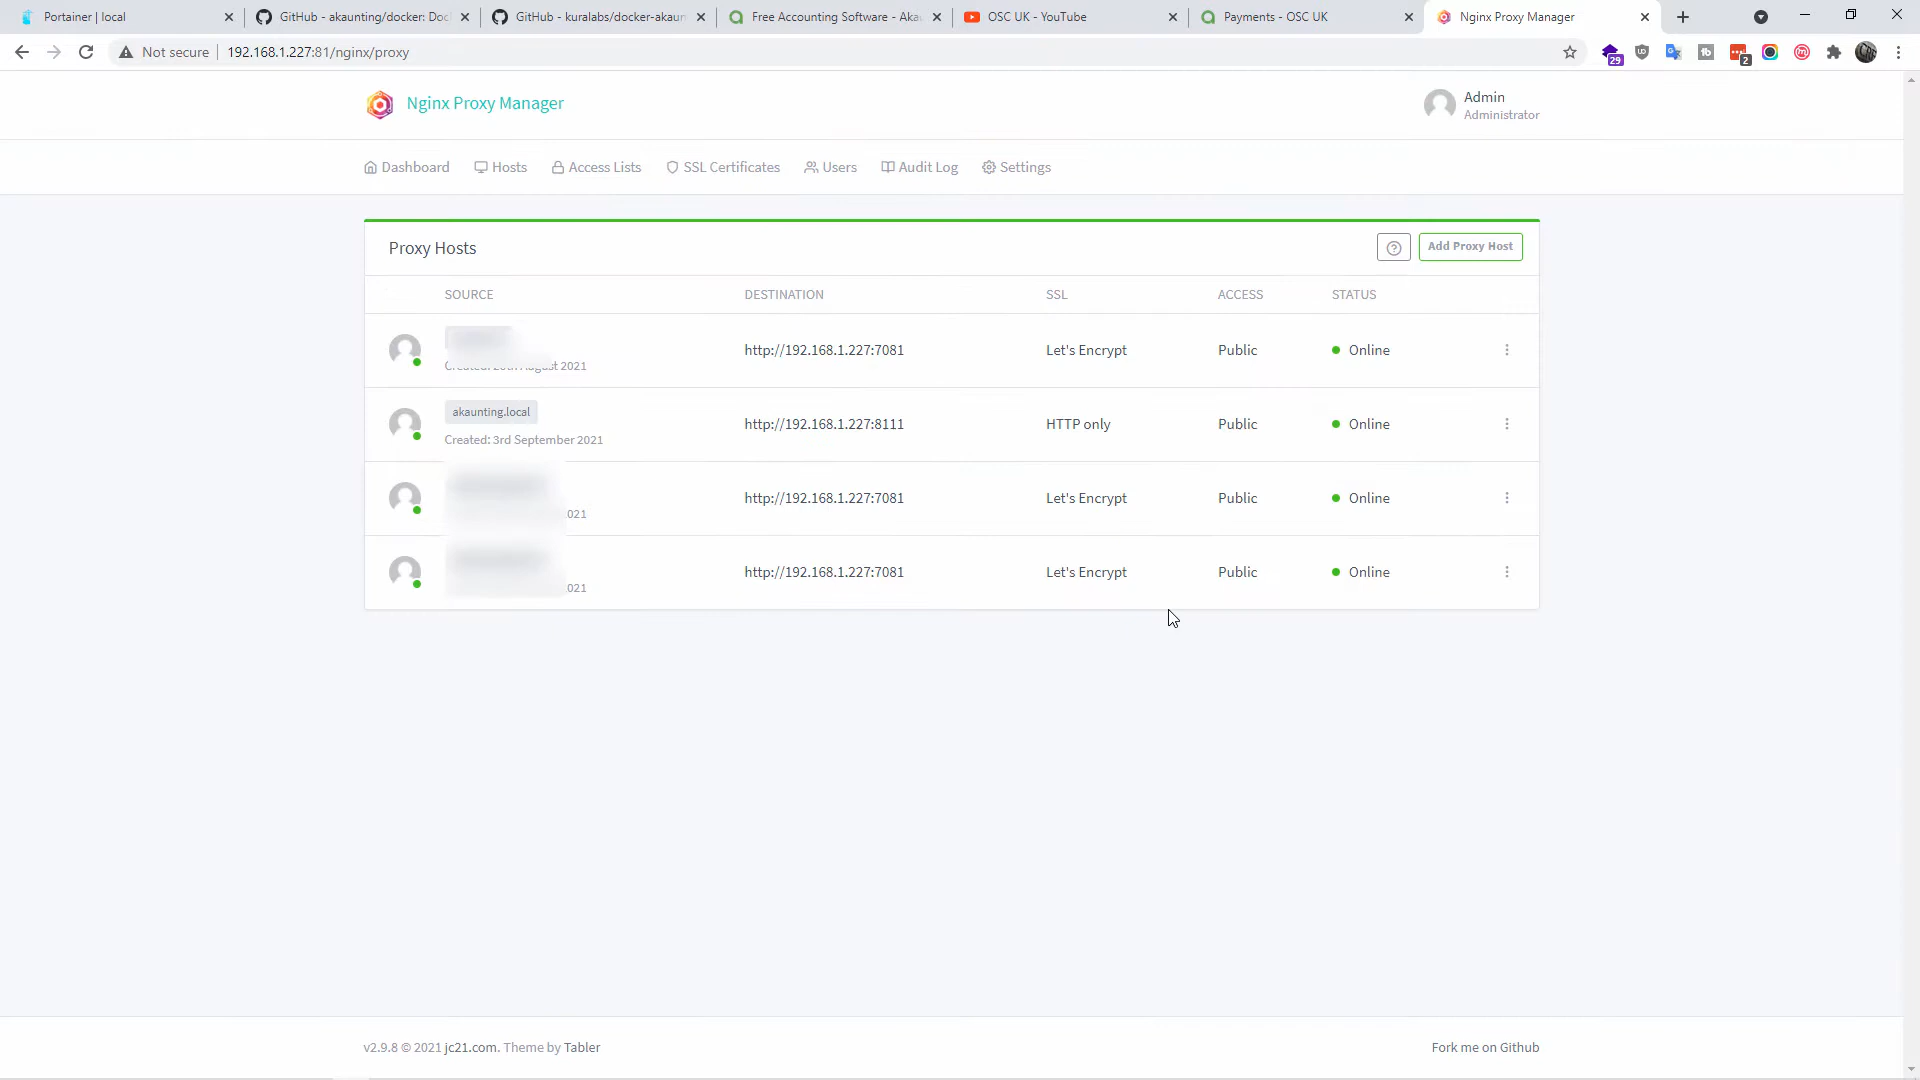 Portainer | local
GitHub - akaunting/docker: Doc
GitHub - kuralabs/docker-akaun
Free Accounting Software - Aka
OSC UK - YouTube
Payments - OSC UK
Nginx Proxy Manager
Not secure
192.168.1.227:81/nginx/proxy
29
2
Nginx Proxy Manager
Admin
Administrator
Dashboard
Hosts
Access Lists
SSL Certificates
Users
Audit Log
Settings
Proxy Hosts
Add Proxy Host
SOURCE DESTINATION SSL ACCESS STATUS
http://192.168.1.227:7081 Let's Encrypt Public Online
August 2021
akaunting.local
http://192.168.1.227:8111 HTTP only Public Online
Created: 3rd September 2021
http://192.168.1.227:7081 Let's Encrypt Public Online
2021
http://192.168.1.227:7081 Let's Encrypt Public Online
2021
v2.9.8 © 2021 jc21.com. Theme by Tabler
Fork me on Github